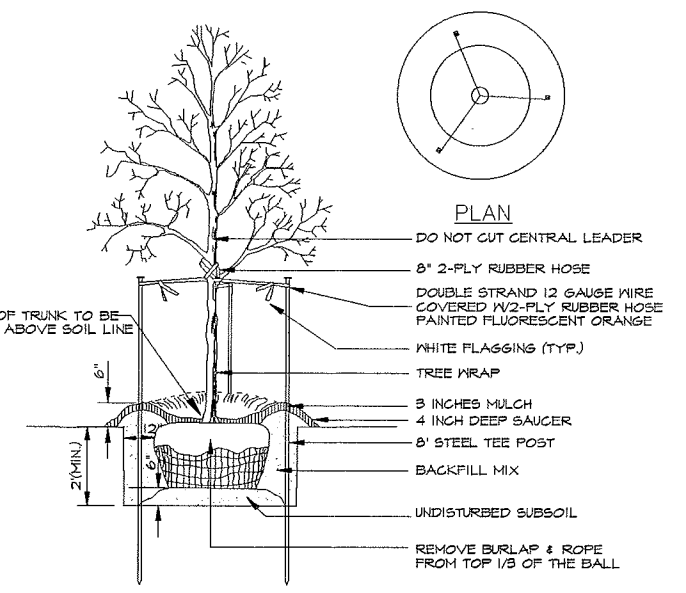 PLAN
DO NOT CUT CENTRAL LEADER
8" 2-PLY RUBBER HOSE
DOUBLE STRAND 12 GAUGE WIRE
COVERED W/2-PLY RUBBER HOSE
PAINTED FLUORESCENT ORANGE
OF TRUNK TO BE
ABOVE SOIL LINE
WHITE FLAGGING (TYP.)
TREE WRAP
6"
3 INCHES MULCH
4 INCH DEEP SAUCER
12"
8' STEEL TEE POST
6"
2'(MIN.)
BACKFILL MIX
UNDISTURBED SUBSOIL
REMOVE BURLAP & ROPE
FROM TOP 1/3 OF THE BALL